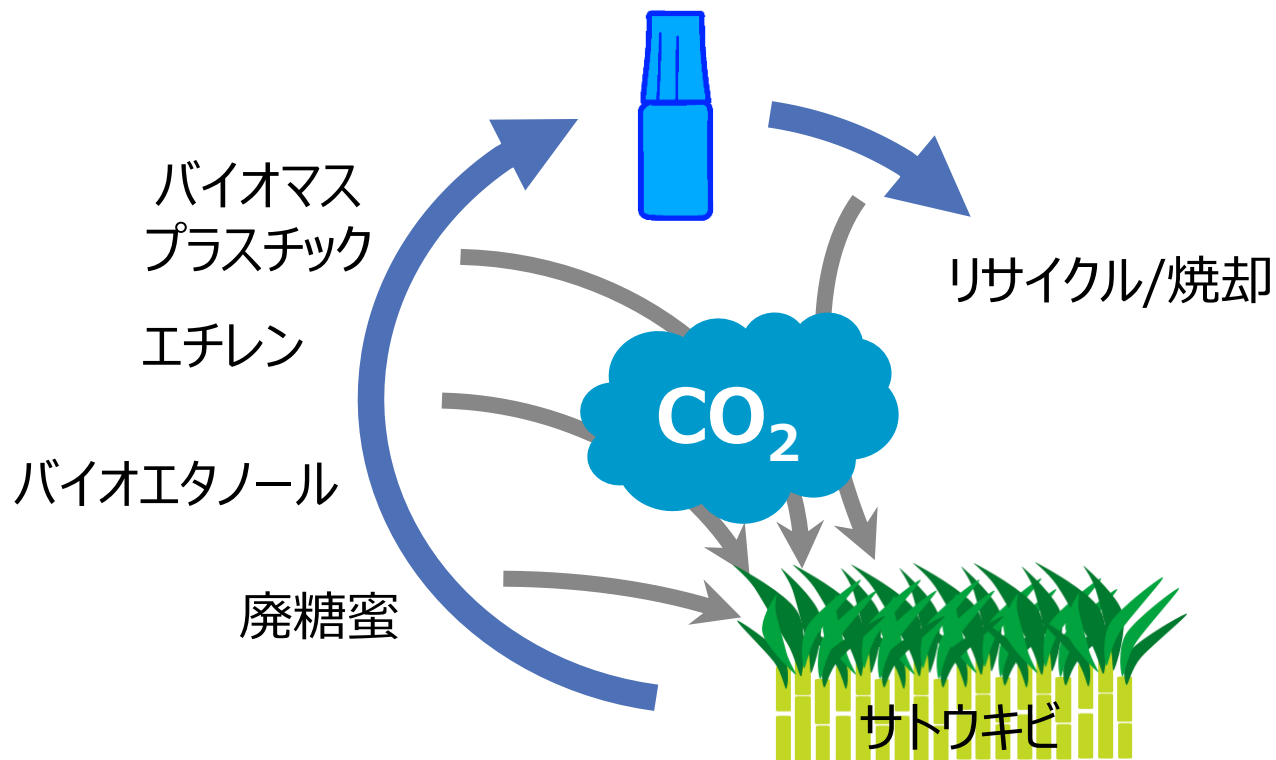 バイオマス
プラスチック
リサイクル/焼却
エチレン
CO₂
バイオエタノール
廃糖蜜
サトウキビ